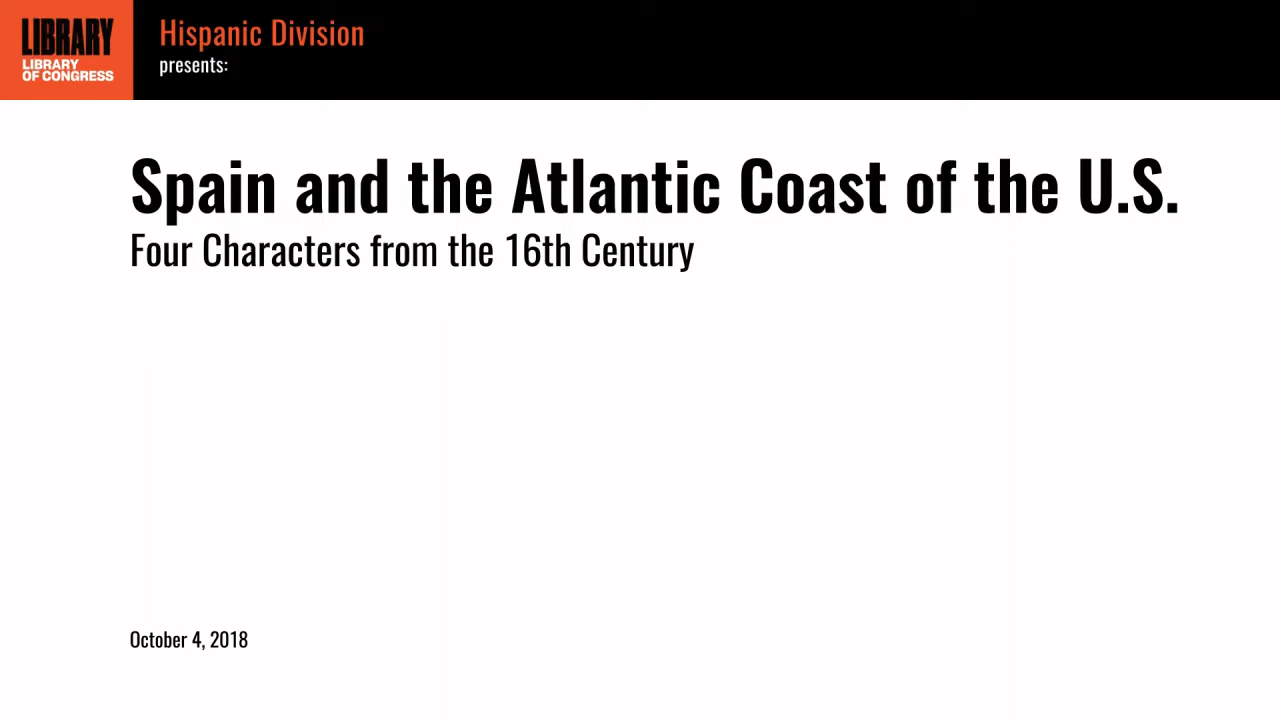 LIBRARY
LIBRARY
OF CONGRESS
Hispanic Division
presents:
Spain and the Atlantic Coast of the U.S.
Four Characters from the 16th Century
October 4, 2018